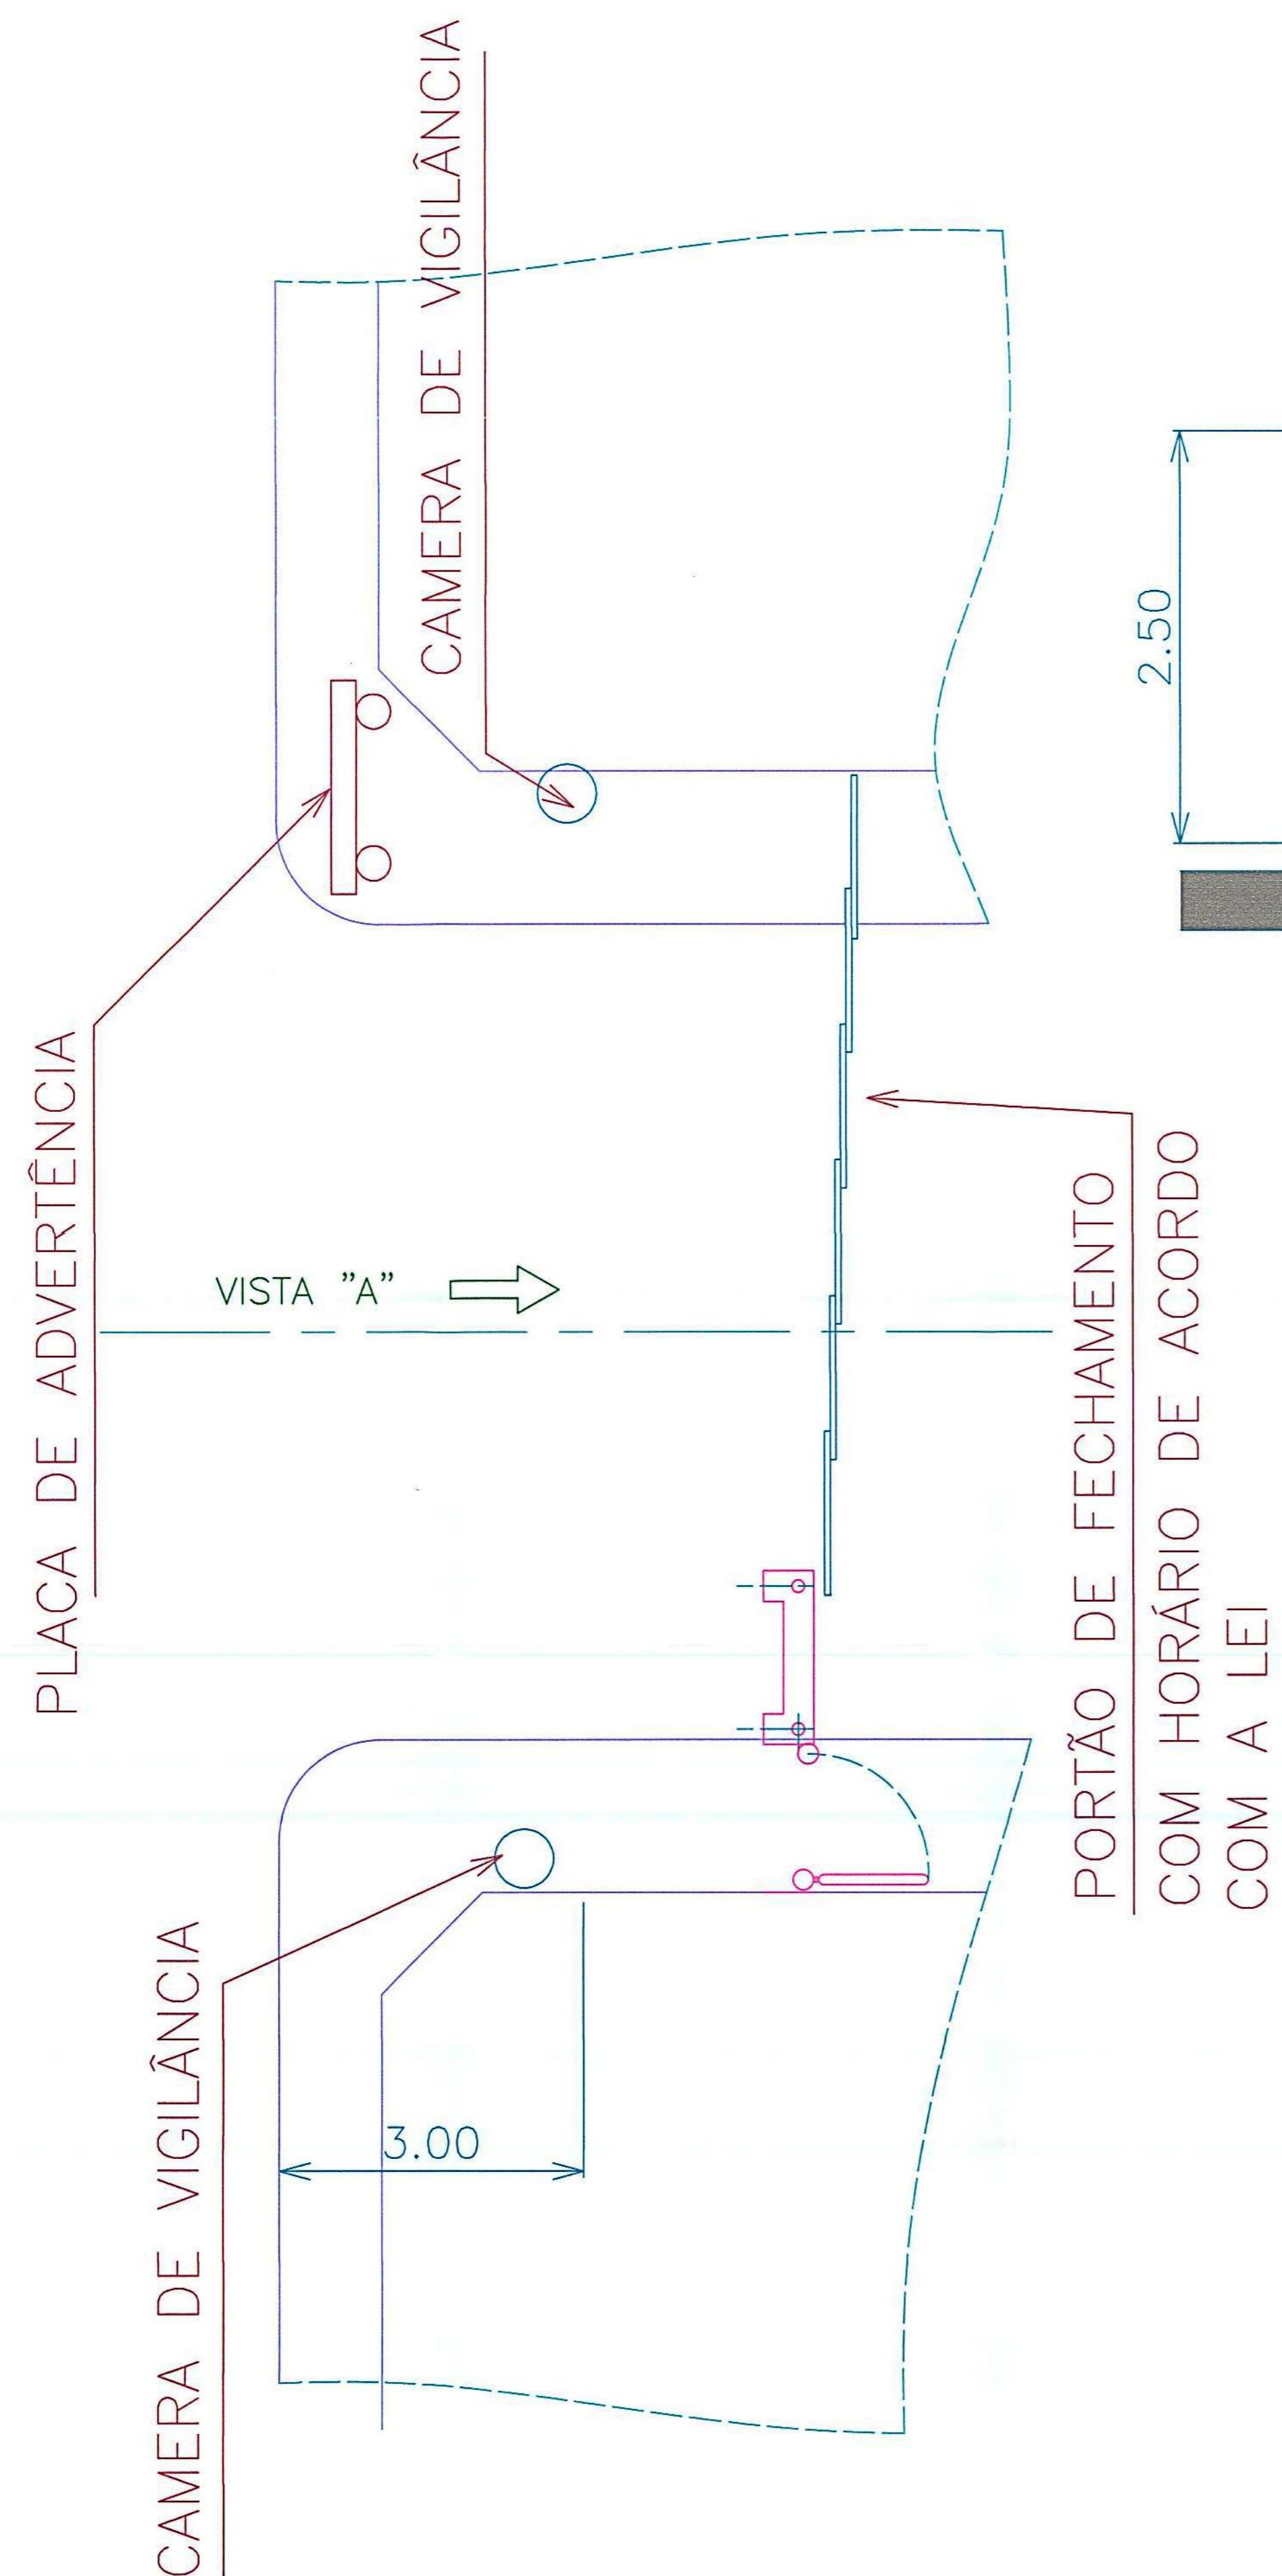 CAMERA DE VIGILÂNCIA
PLACA DE ADVERTÊNCIA
2.50
VISTA "A"
PORTÃO DE FECHAMENTO
COM HORÁRIO DE ACORDO
COM A LEI
CAMERA DE VIGILÂNCIA
3.00